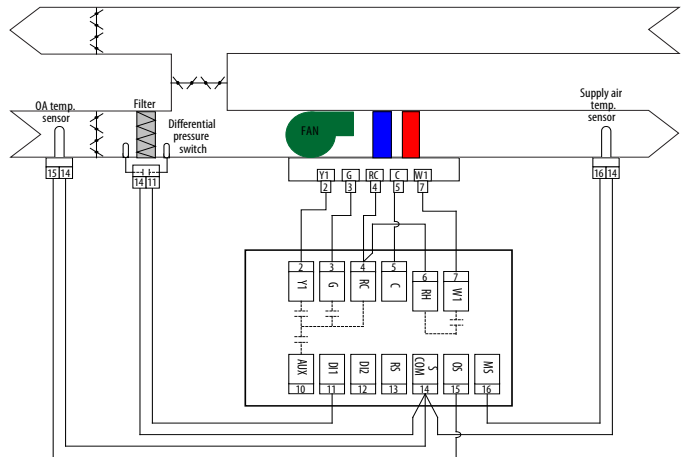 OA temp.
sensor
Filter
Differential
pressure
switch
FAN
Supply air
temp.
sensor
15 14
14 11
Y1 G RC C W1
2 3 4 5 7
16 14
2 3 4 5 6 7
Y1 G RC C RH W1
AUX DI1 DI2 RS S COM OS MS
10 11 12 13 14 15 16